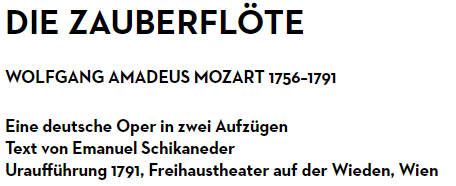 DIE ZAUBERFLÖTE
WOLFGANG AMADEUS MOZART 1756–1791
Eine deutsche Oper in zwei Aufzügen
Text von Emanuel Schikaneder
Uraufführung 1791, Freihaustheater auf der Wieden, Wien